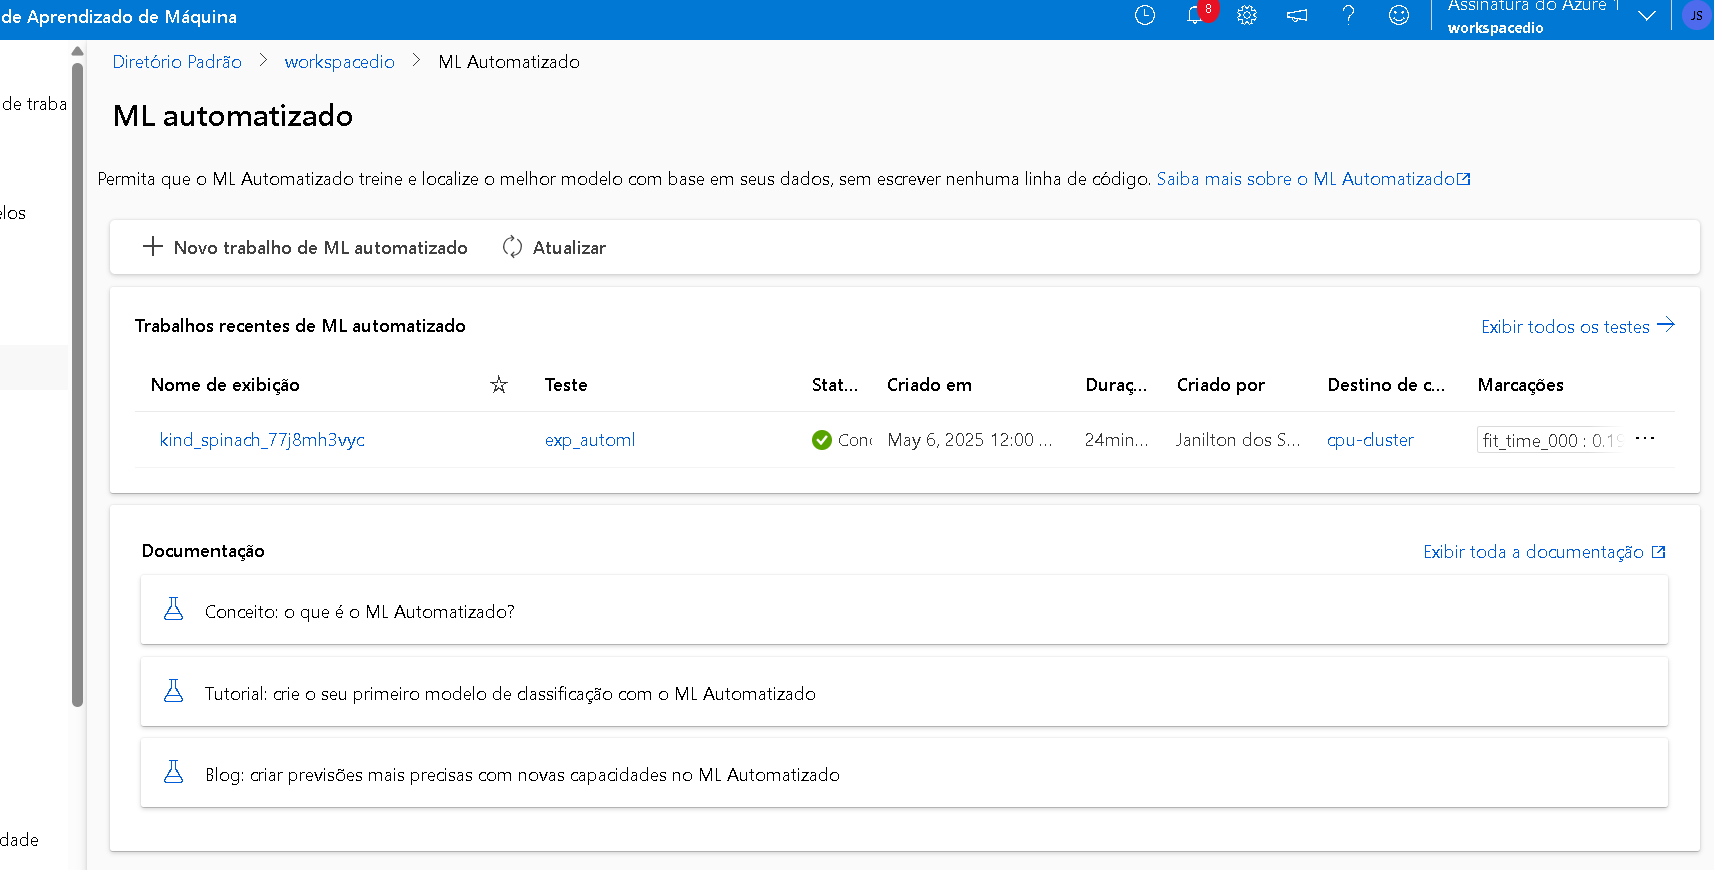 de Aprendizado de Máquina
8
Assinatura do Azure 1
workspacedio
JS
Diretório Padrão > workspacedio > ML Automatizado
de traba
ML automatizado
Permita que o ML Automatizado treine e localize o melhor modelo com base em seus dados, sem escrever nenhuma linha de código. Saiba mais sobre o ML Automatizado
elos
Novo trabalho de ML automatizado Atualizar
Trabalhos recentes de ML automatizado Exibir todos os testes
Nome de exibição Teste Stat... Criado em Duraç... Criado por Destino de c... Marcações
kind_spinach_77j8mh3vyc exp_automl Conc May 6, 2025 12:00 ... 24min... Janilton dos S... cpu-cluster fit_time_000 : 0.19 ...
Documentação Exibir toda a documentação
Conceito: o que é o ML Automatizado?
Tutorial: crie o seu primeiro modelo de classificação com o ML Automatizado
Blog: criar previsões mais precisas com novas capacidades no ML Automatizado
dade